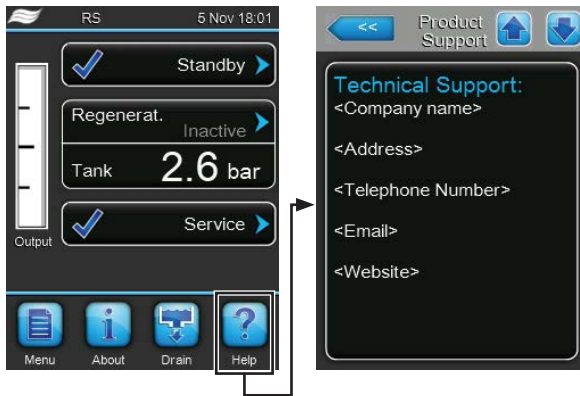 RS 5 Nov 18:01
Standby
Regenerat.
Inactive
Tank 2.6 bar
Service
Output
Menu About Drain Help
<< Product
Support
Technical Support:
<Company name>
<Address>
<Telephone Number>
<Email>
<Website>